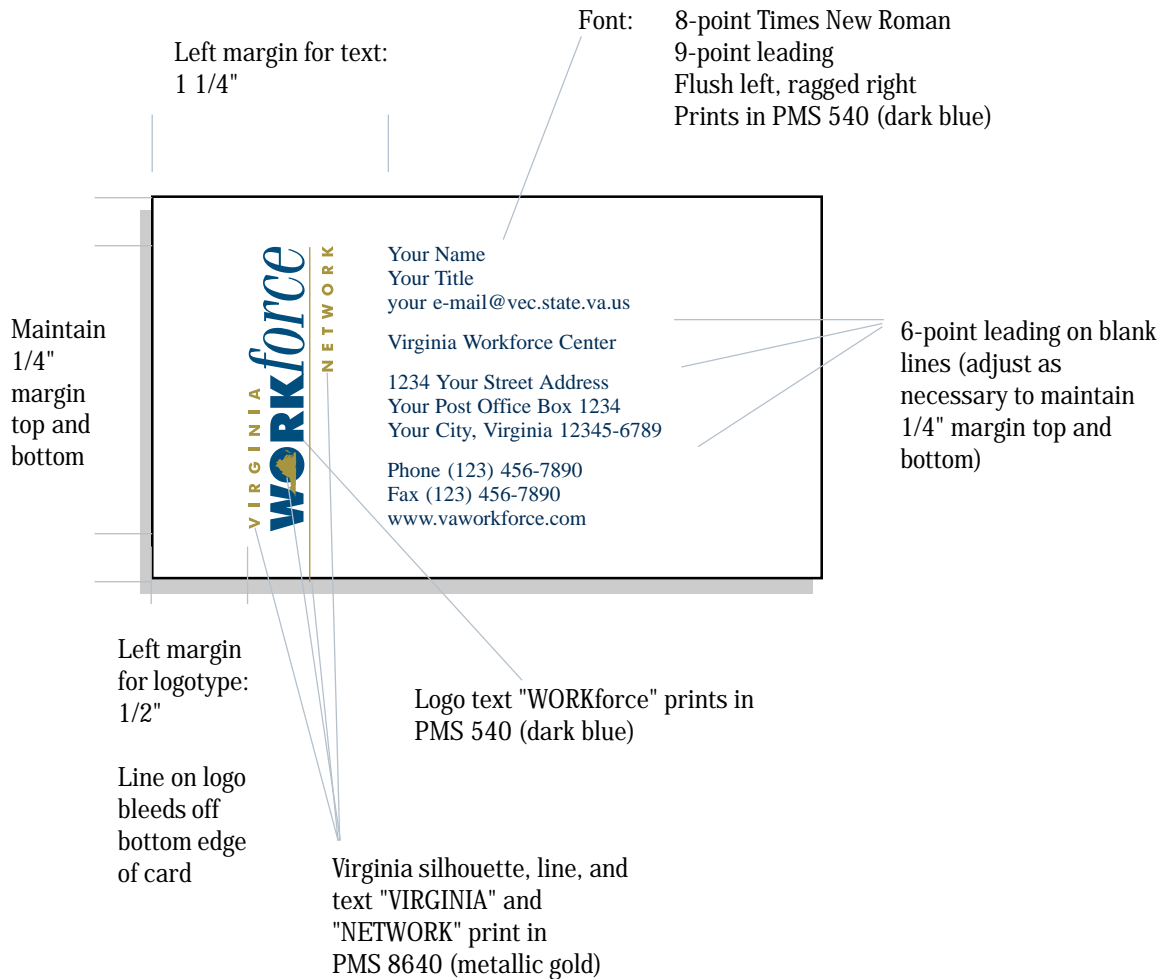 Font: 8-point Times New Roman
9-point leading
Flush left, ragged right
Prints in PMS 540 (dark blue)
Left margin for text:
1 1/4"
Maintain
1/4"
margin
top and
bottom
VIRGINIA
WORKforce
NETWORK
Your Name
Your Title
your e-mail@vec.state.va.us
Virginia Workforce Center
1234 Your Street Address
Your Post Office Box 1234
Your City, Virginia 12345-6789
Phone (123) 456-7890
Fax (123) 456-7890
www.vaworkforce.com
6-point leading on blank
lines (adjust as
necessary to maintain
1/4" margin top and
bottom)
Left margin
for logotype:
1/2"
Line on logo
bleeds off
bottom edge
of card
Logo text "WORKforce" prints in
PMS 540 (dark blue)
Virginia silhouette, line, and
text "VIRGINIA" and
"NETWORK" print in
PMS 8640 (metallic gold)